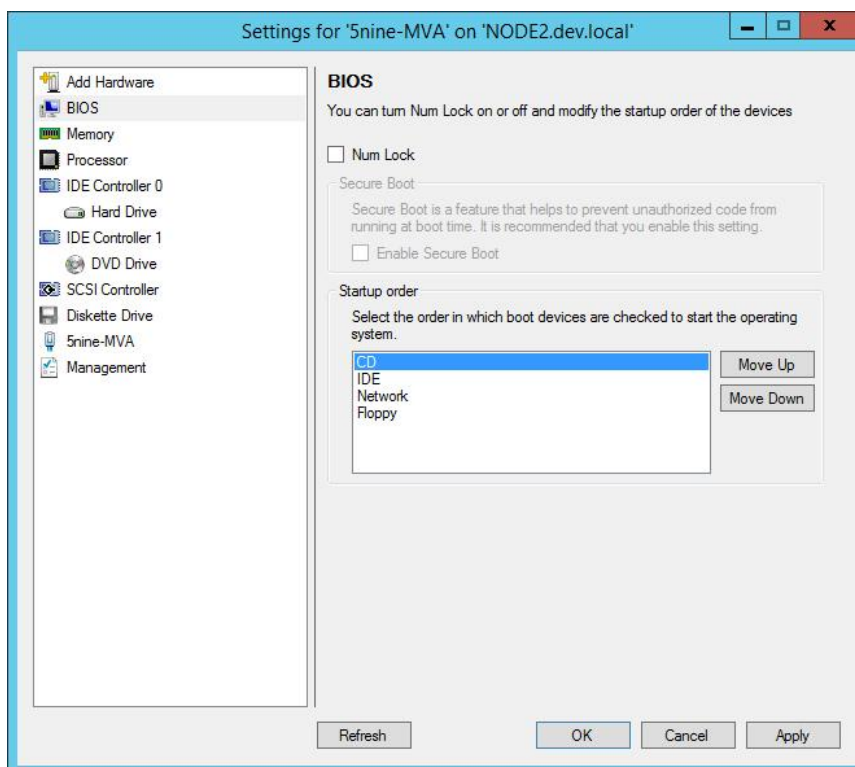 Settings for '5nine-MVA' on 'NODE2.dev.local'
Add Hardware
BIOS
Memory
Processor
IDE Controller 0
Hard Drive
IDE Controller 1
DVD Drive
SCSI Controller
Diskette Drive
5nine-MVA
Management
BIOS
You can turn Num Lock on or off and modify the startup order of the devices
Num Lock
Secure Boot
Secure Boot is a feature that helps to prevent unauthorized code from
running at boot time. It is recommended that you enable this setting.
Enable Secure Boot
Startup order
Select the order in which boot devices are checked to start the operating
system.
CD
IDE
Network
Floppy
Move Up
Move Down
Refresh
OK
Cancel
Apply